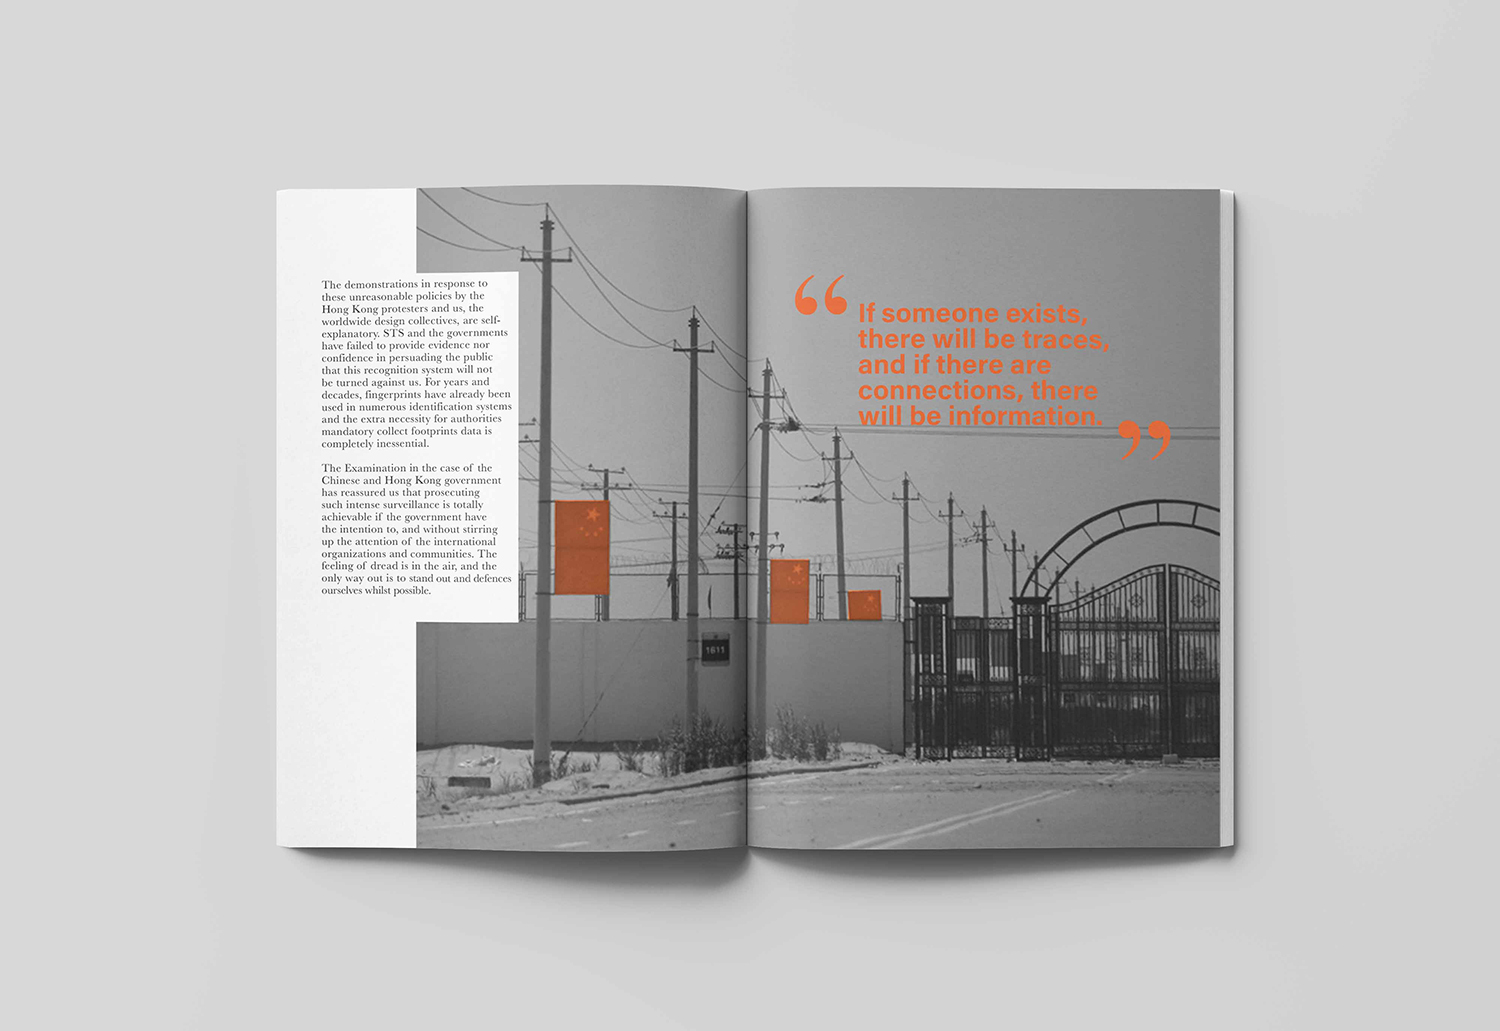 The demonstrations in response to
these unreasonable policies by the
Hong Kong protesters and us, the
worldwide design collectives, are self-
explanatory. STS and the governments
have failed to provide evidence nor
confidence in persuading the public
that this recognition system will not
be turned against us. For years and
decades, fingerprints have already been
used in numerous identification systems
and the extra necessity for authorities
mandatory collect footprints data is
completely inessential.
The Examination in the case of the
Chinese and Hong Kong government
has reassured us that prosecuting
such intense surveillance is totally
achievable if the government have
the intention to, and without stirring
up the attention of the international
organizations and communities. The
feeling of dread is in the air, and the
only way out is to stand out and defences
ourselves whilst possible.
1611
“If someone exists,
there will be traces,
and if there are
connections, there
will be information.”